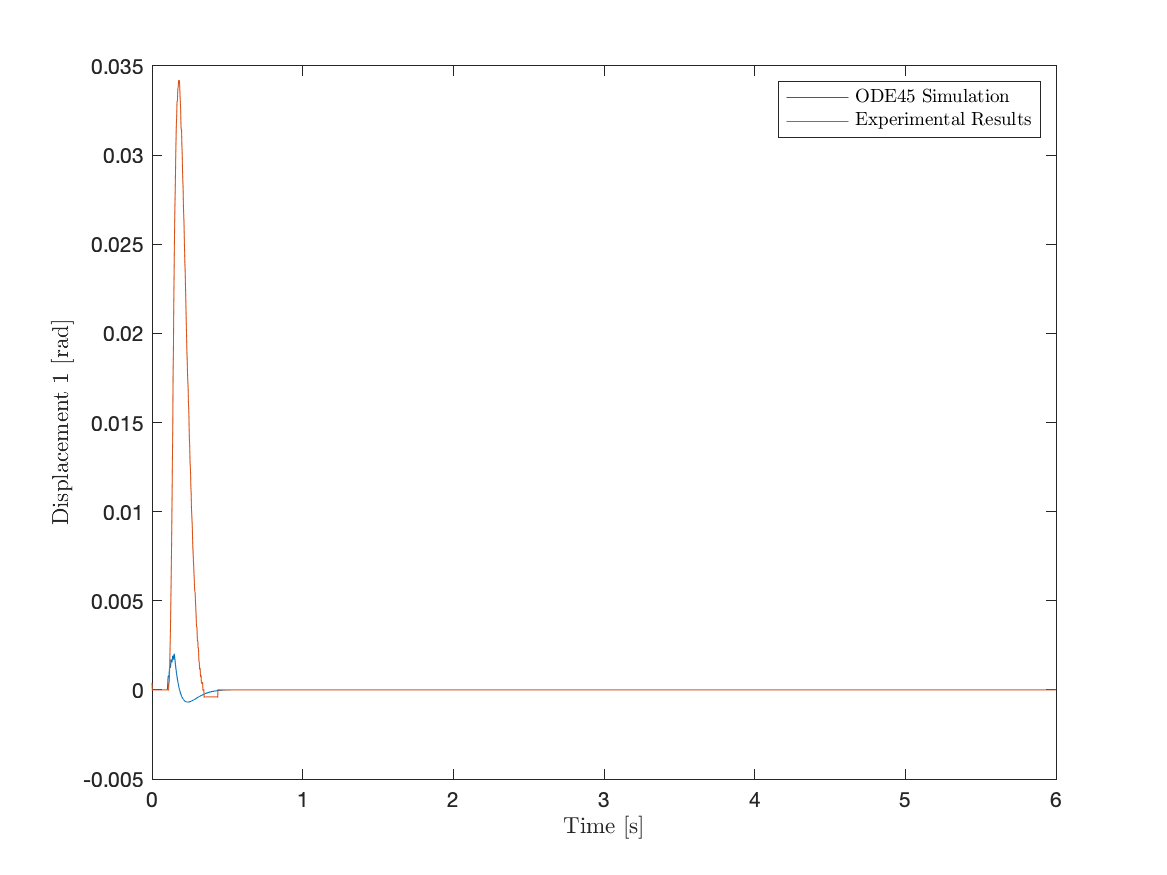 0.035
0.03
0.025
0.02
0.015
0.01
0.005
0
-0.005
Displacement 1 [rad]
ODE45 Simulation
Experimental Results
0 1 2 3 4 5 6
Time [s]